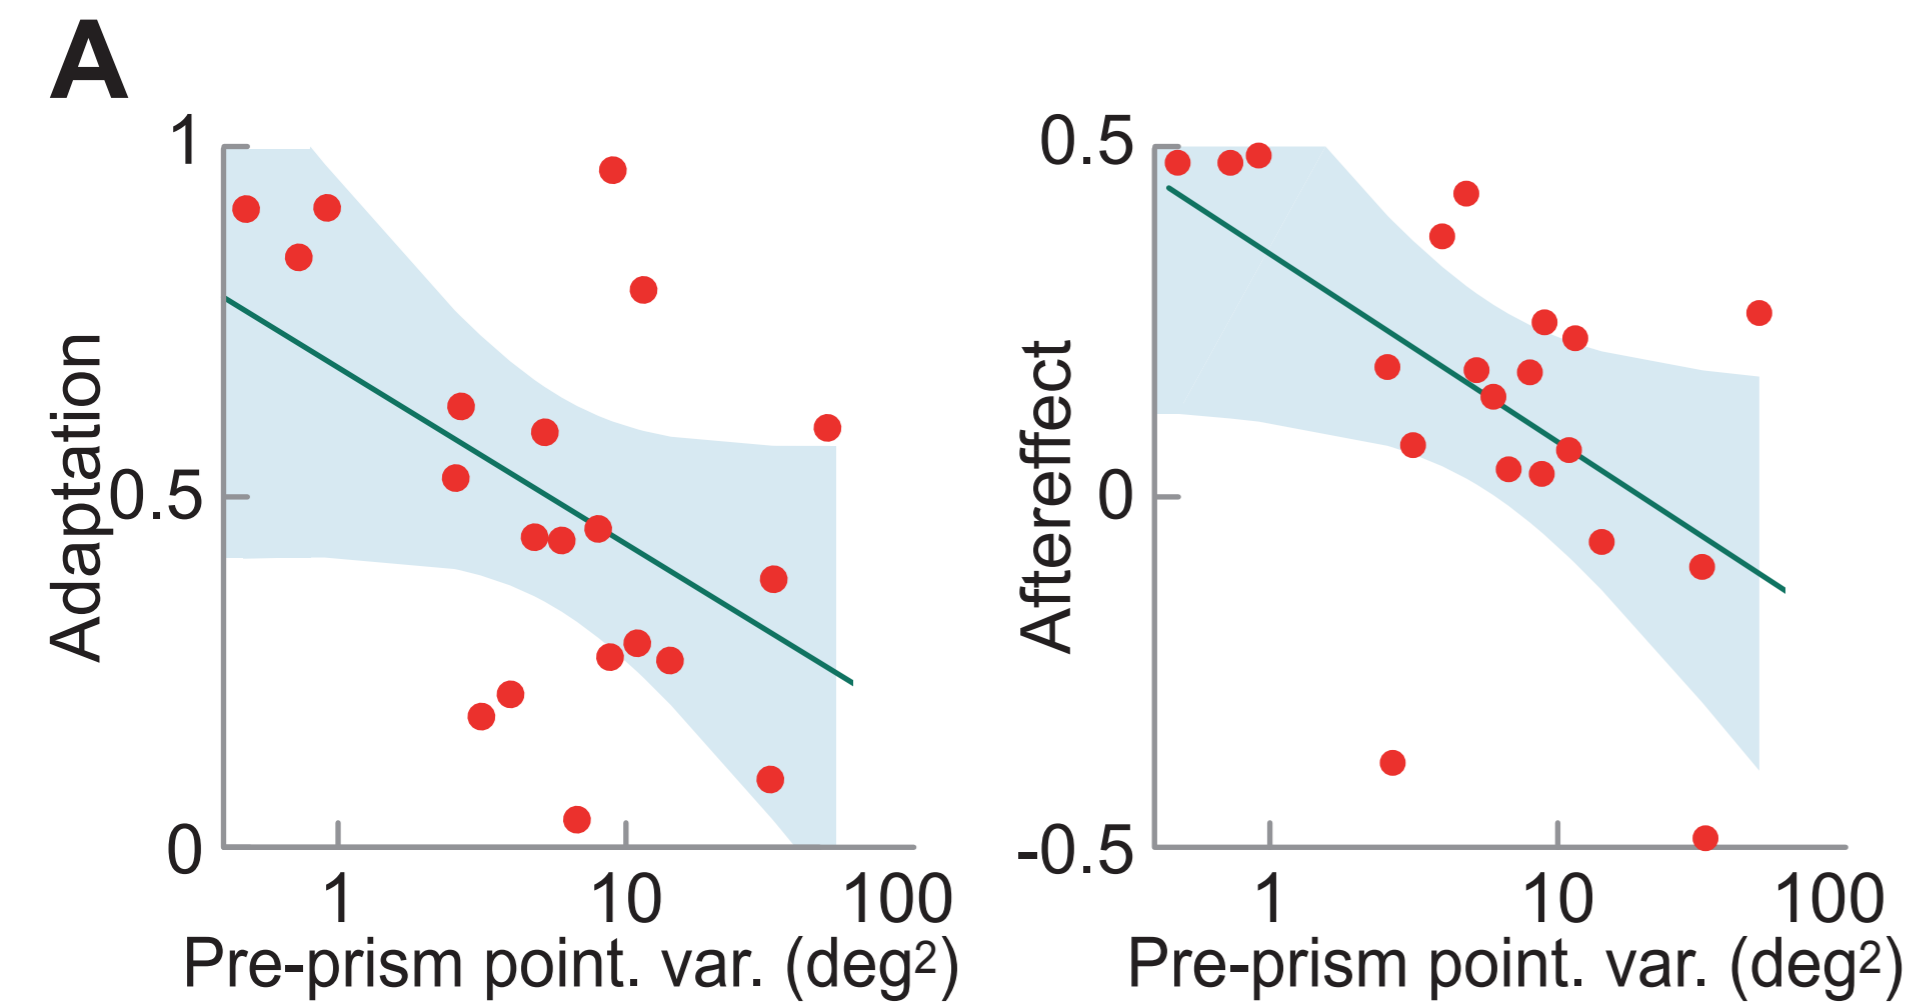 A
Adaptation
1
0.5
0
1 10 100
Pre-prism point. var. (deg²)
Aftereffect
0.5
0
-0.5
1 10 100
Pre-prism point. var. (deg²)